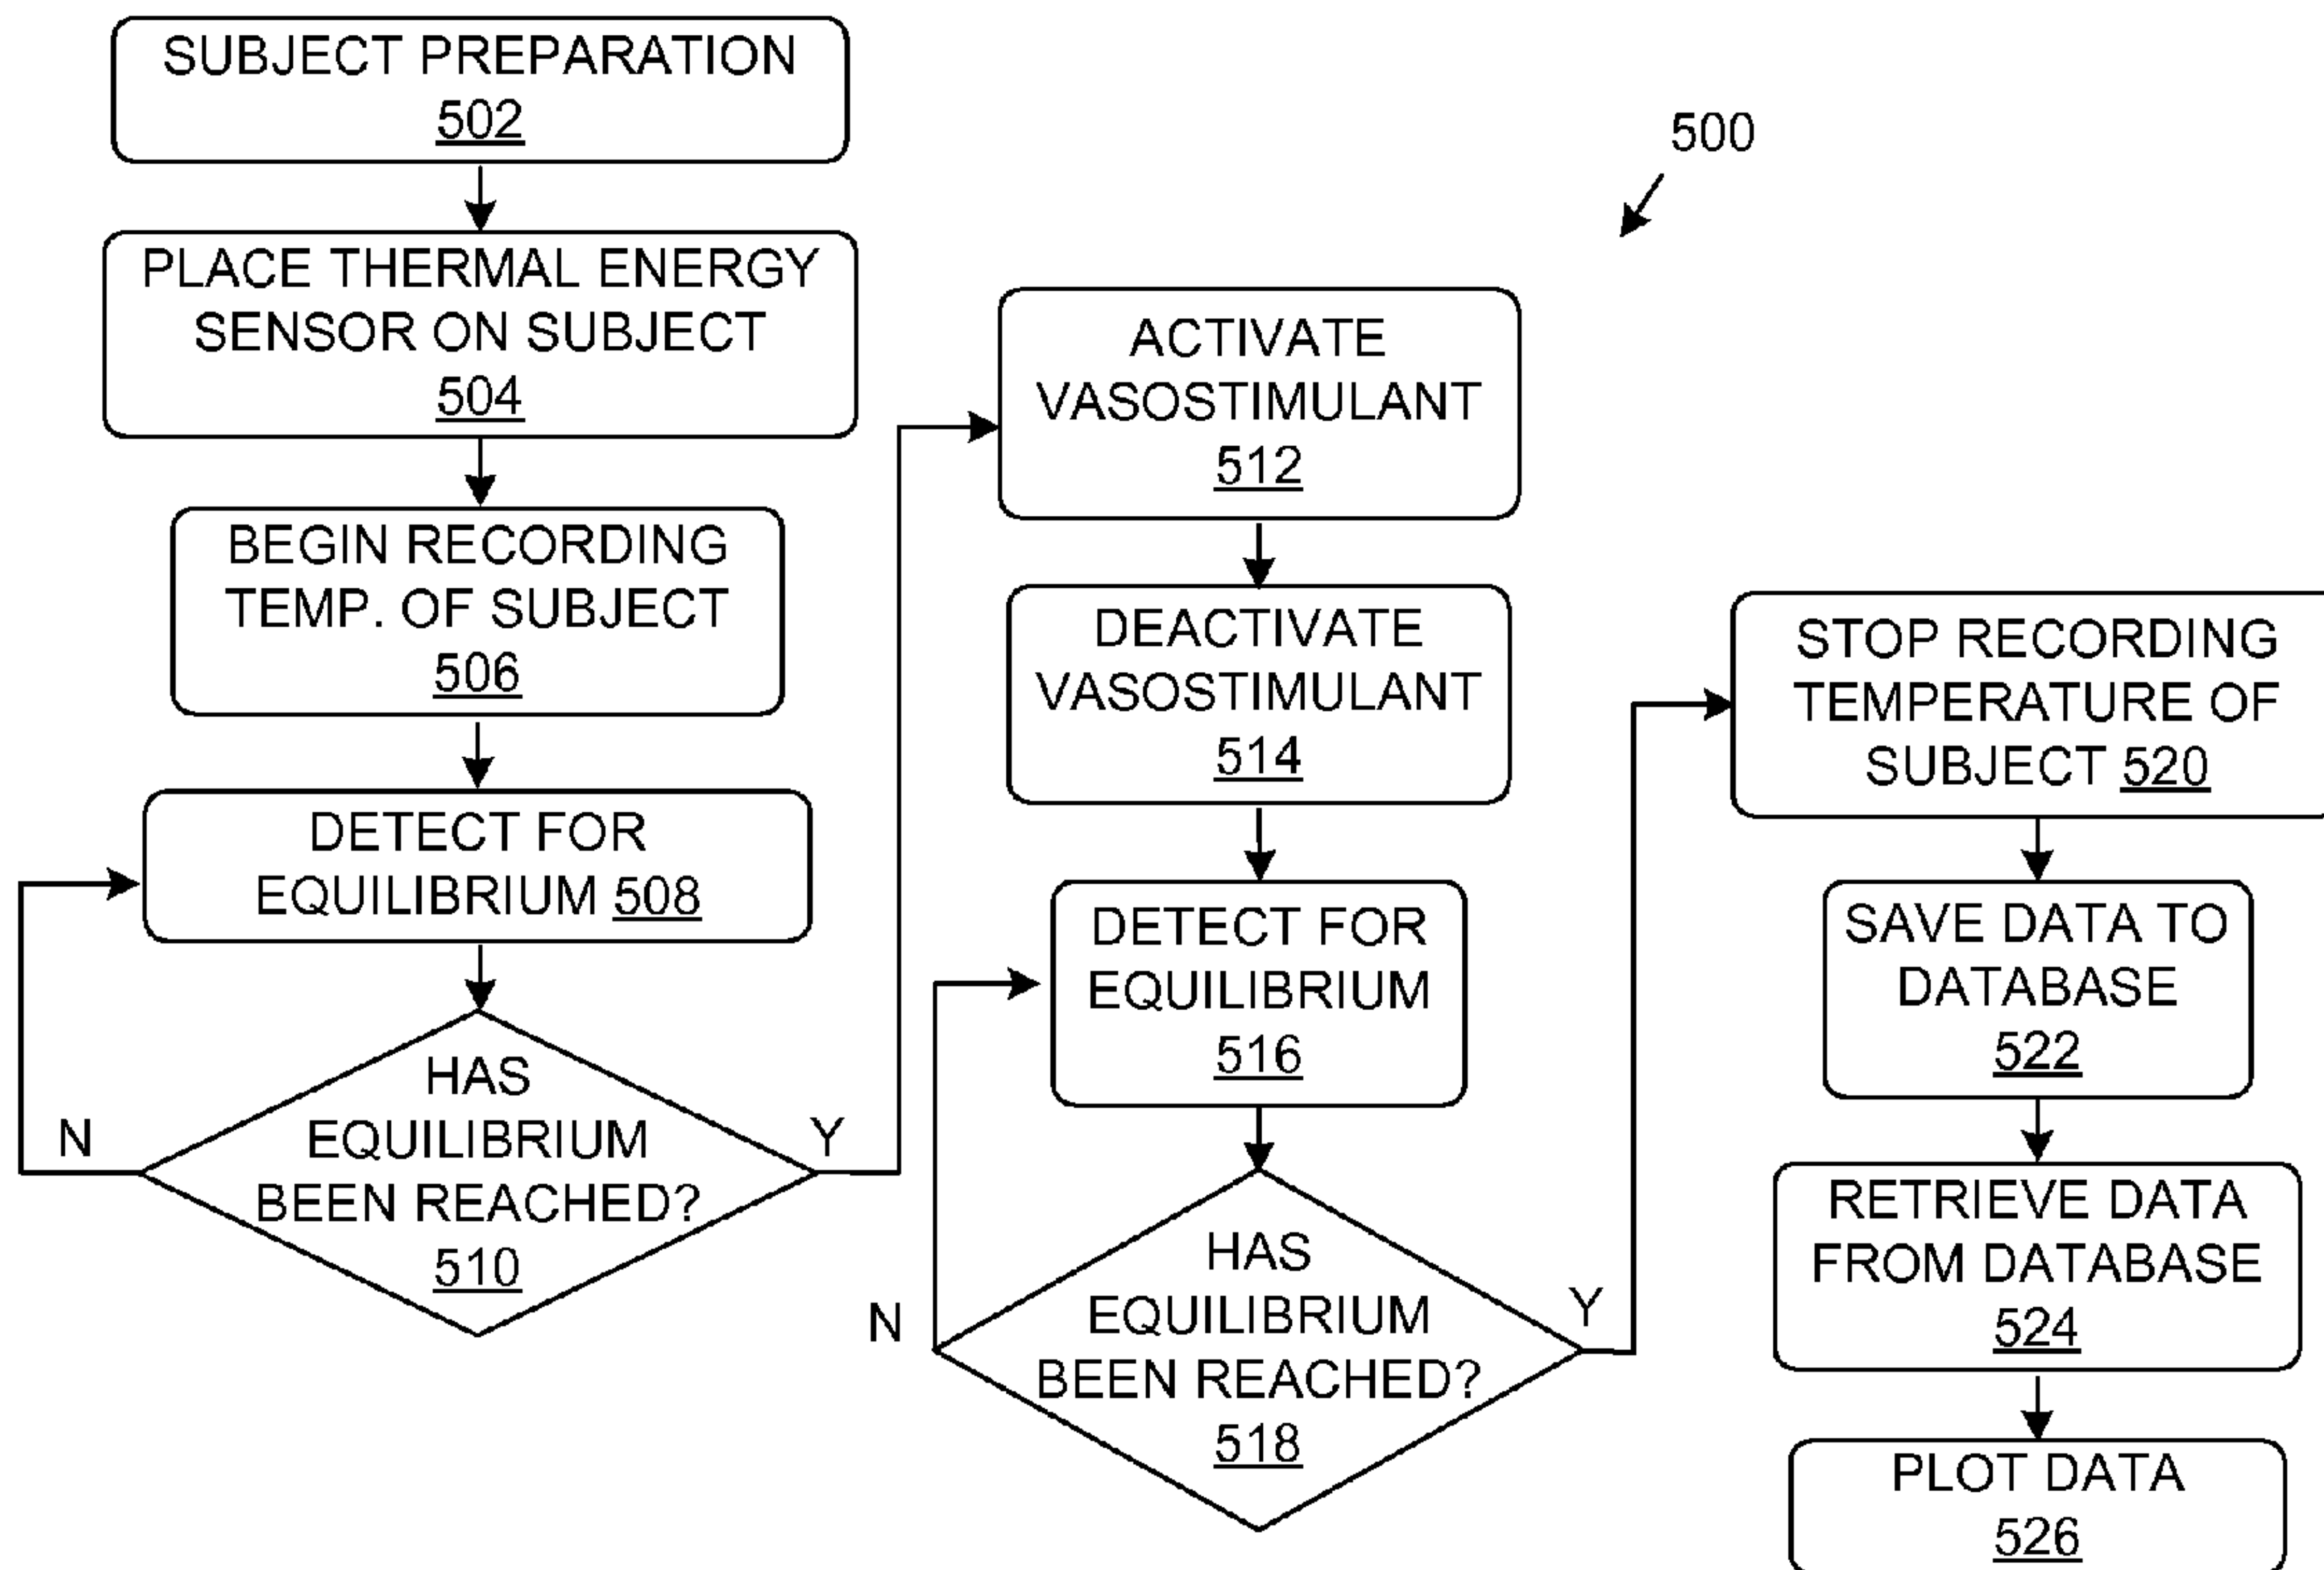 SUBJECT PREPARATION
502
PLACE THERMAL ENERGY
SENSOR ON SUBJECT
504
BEGIN RECORDING
TEMP. OF SUBJECT
506
DETECT FOR
EQUILIBRIUM 508
HAS
EQUILIBRIUM
BEEN REACHED?
510
N
Y
500
ACTIVATE
VASOSTIMULANT
512
DEACTIVATE
VASOSTIMULANT
514
DETECT FOR
EQUILIBRIUM
516
HAS
EQUILIBRIUM
BEEN REACHED?
518
N
Y
STOP RECORDING
TEMPERATURE OF
SUBJECT 520
SAVE DATA TO
DATABASE
522
RETRIEVE DATA
FROM DATABASE
524
PLOT DATA
526